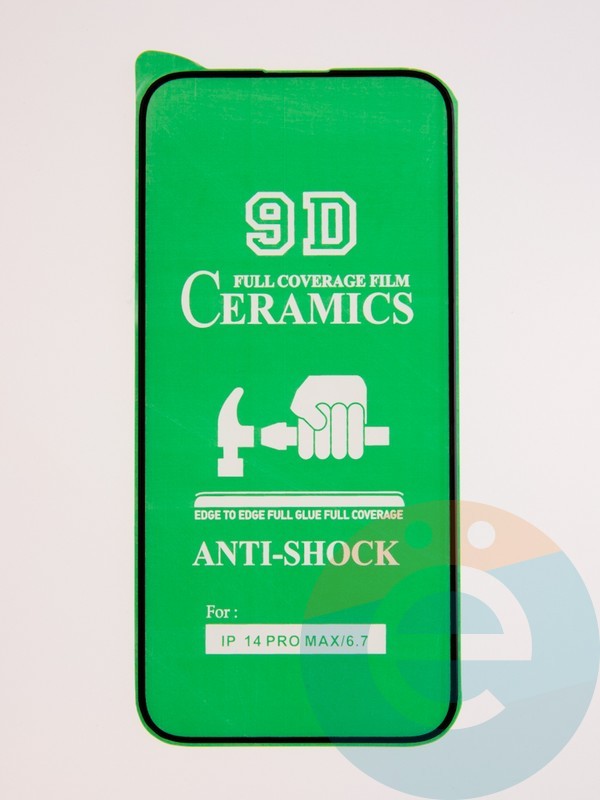 9D
FULL COVERAGE FILM
CERAMICS
EDGE TO EDGE FULL GLUE FULL COVERAGE
ANTI-SHOCK
For :
IP 14 PRO MAX/6.7
e